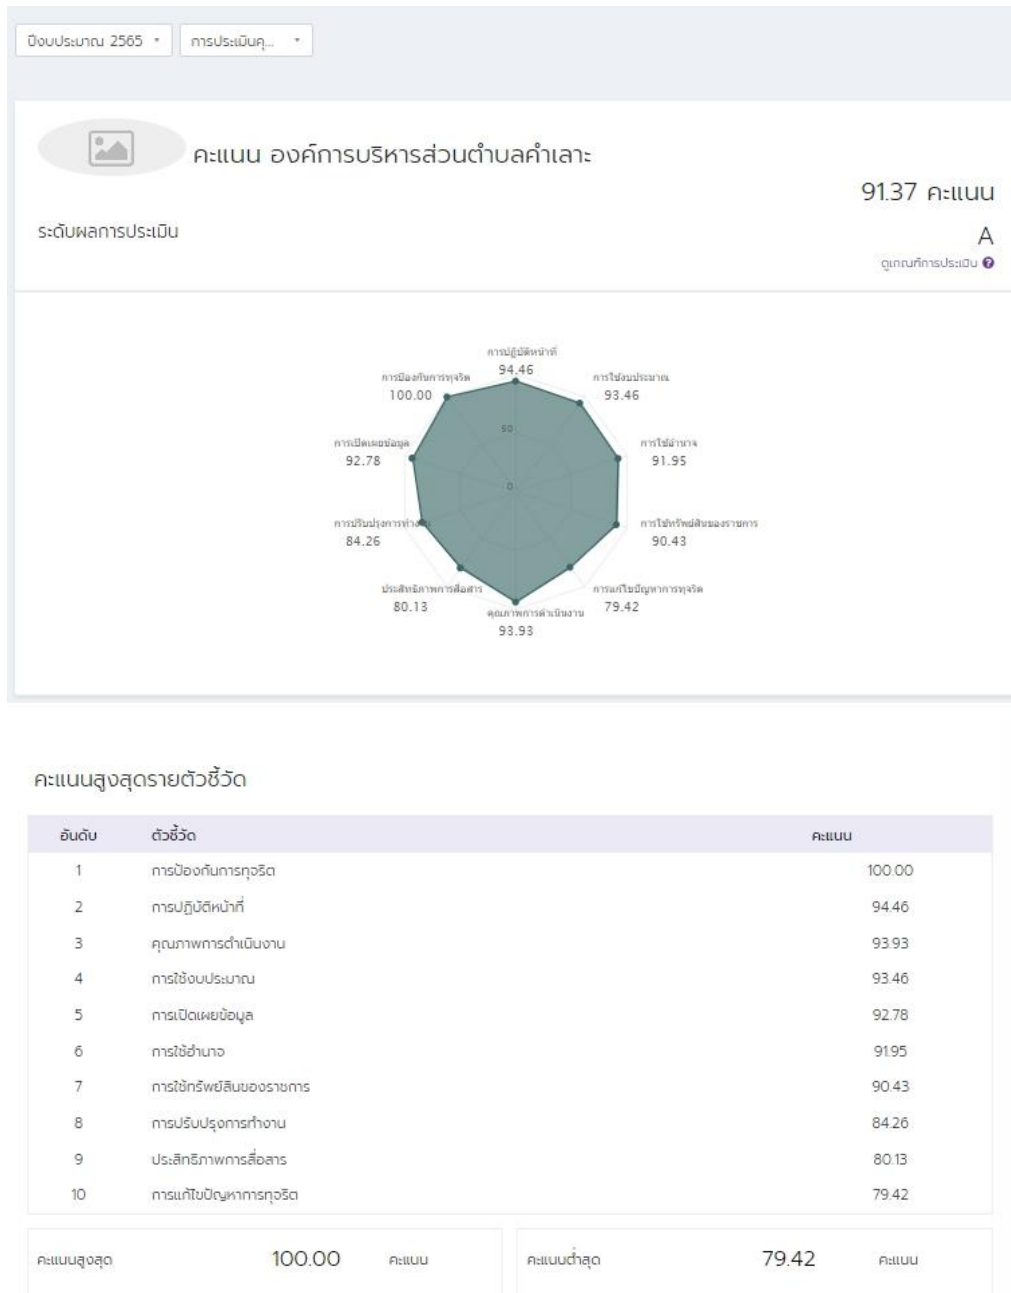 ปีงบประมาณ 2565
การประเมินคุ...
คะแนน องค์การบริหารส่วนตำบลคำเลาะ
91.37 คะแนน
ระดับผลการประเมิน
A
ดูเกณฑ์การประเมิน
การปฏิบัติหน้าที่
94.46
การป้องกันการทุจริต
100.00
การใช้งบประมาณ
93.46
50
การเปิดเผยข้อมูล
92.78
การใช้อำนาจ
91.95
0
การปรับปรุงการทำงาน
84.26
การใช้ทรัพย์สินของราชการ
90.43
ประสิทธิภาพการสื่อสาร
80.13
การแก้ไขปัญหาการทุจริต
79.42
คุณภาพการดำเนินงาน
93.93
คะแนนสูงสุดรายตัวชี้วัด
อันดับ ตัวชี้วัด คะแนน
1 การป้องกันการทุจริต 100.00
2 การปฏิบัติหน้าที่ 94.46
3 คุณภาพการดำเนินงาน 93.93
4 การใช้งบประมาณ 93.46
5 การเปิดเผยข้อมูล 92.78
6 การใช้อำนาจ 91.95
7 การใช้ทรัพย์สินของราชการ 90.43
8 การปรับปรุงการทำงาน 84.26
9 ประสิทธิภาพการสื่อสาร 80.13
10 การแก้ไขปัญหาการทุจริต 79.42
คะแนนสูงสุด 100.00 คะแนน คะแนนต่ำสุด 79.42 คะแนน